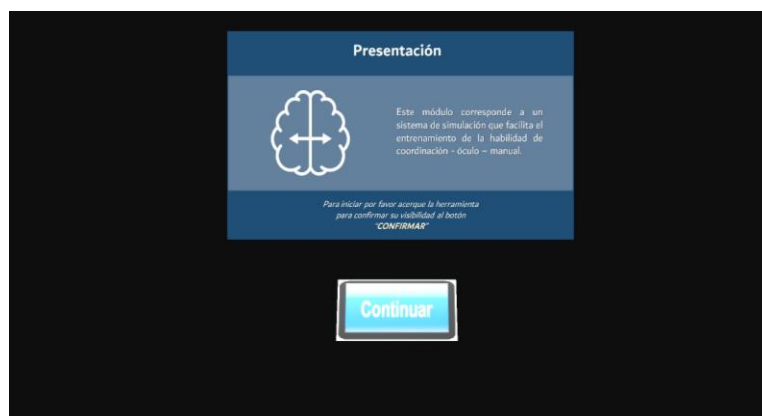 Presentación
Este módulo corresponde a un
sistema de simulación que facilita el
entrenamiento de la habilidad de
coordinación - óculo – manual.
Para iniciar por favor acerque la herramienta
para confirmar su visibilidad al botón
"CONFIRMAR"
Continuar